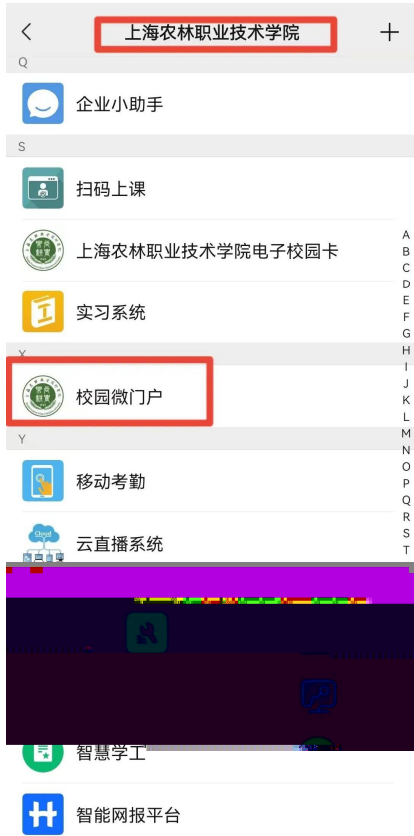 上海农林职业技术学院
Q
企业小助手
S
扫码上课
上海农林职业技术学院电子校园卡
实习系统
X
校园微门户
Y
移动考勤
Cloud
云直播系统
智慧学工
智能网报平台
A
B
C
D
E
F
G
H
I
J
K
L
M
N
O
P
Q
R
S
T